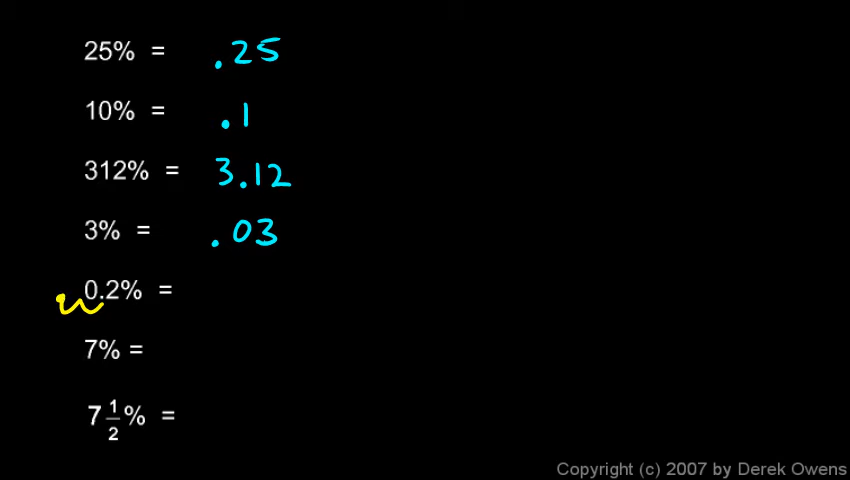 25% = .25
10% = .1
312% = 3.12
3% = .03
0.2% =
7% =
7 1/2 % =
Copyright (c) 2007 by Derek Owens